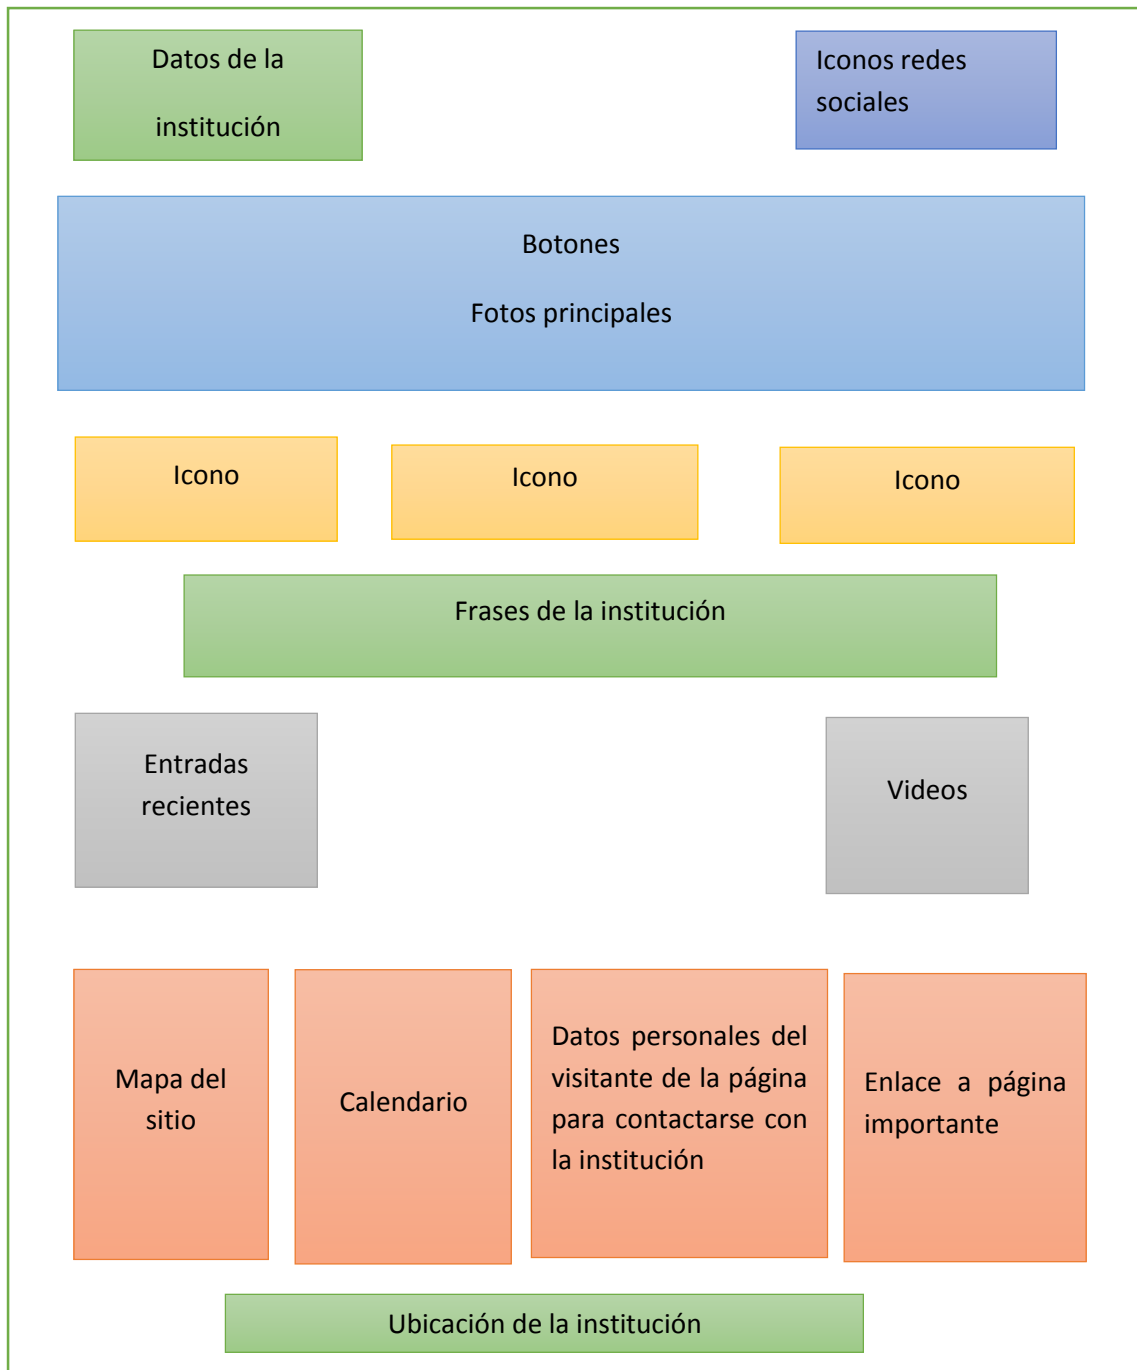 Datos de la
institución
Iconos redes
sociales
Botones
Fotos principales
Icono
Icono
Icono
Frases de la institución
Entradas
recientes
Videos
Mapa del
sitio
Calendario
Datos personales del
visitante de la página
para contactarse con
la institución
Enlace a página
importante
Ubicación de la institución